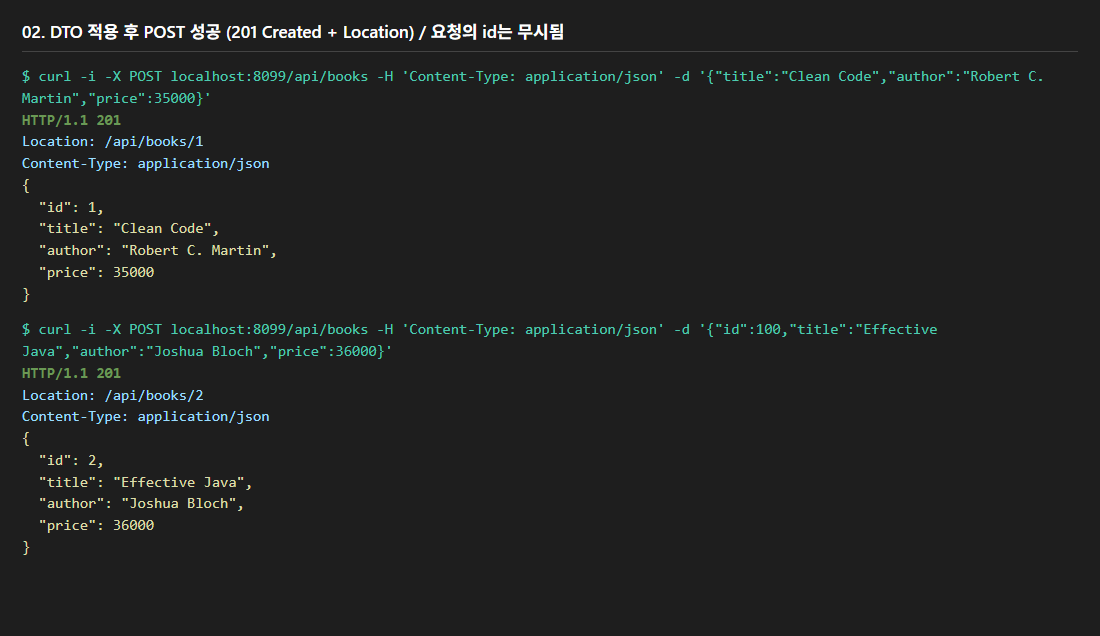 02. DTO 적용 후 POST 성공 (201 Created + Location) / 요청의 id는 무시됨
$ curl -i -X POST localhost:8099/api/books -H 'Content-Type: application/json' -d '{"title":"Clean Code","author":"Robert C.
Martin","price":35000}'
HTTP/1.1 201
Location: /api/books/1
Content-Type: application/json
{
  "id": 1,
  "title": "Clean Code",
  "author": "Robert C. Martin",
  "price": 35000
}
$ curl -i -X POST localhost:8099/api/books -H 'Content-Type: application/json' -d '{"id":100,"title":"Effective
Java","author":"Joshua Bloch","price":36000}'
HTTP/1.1 201
Location: /api/books/2
Content-Type: application/json
{
  "id": 2,
  "title": "Effective Java",
  "author": "Joshua Bloch",
  "price": 36000
}